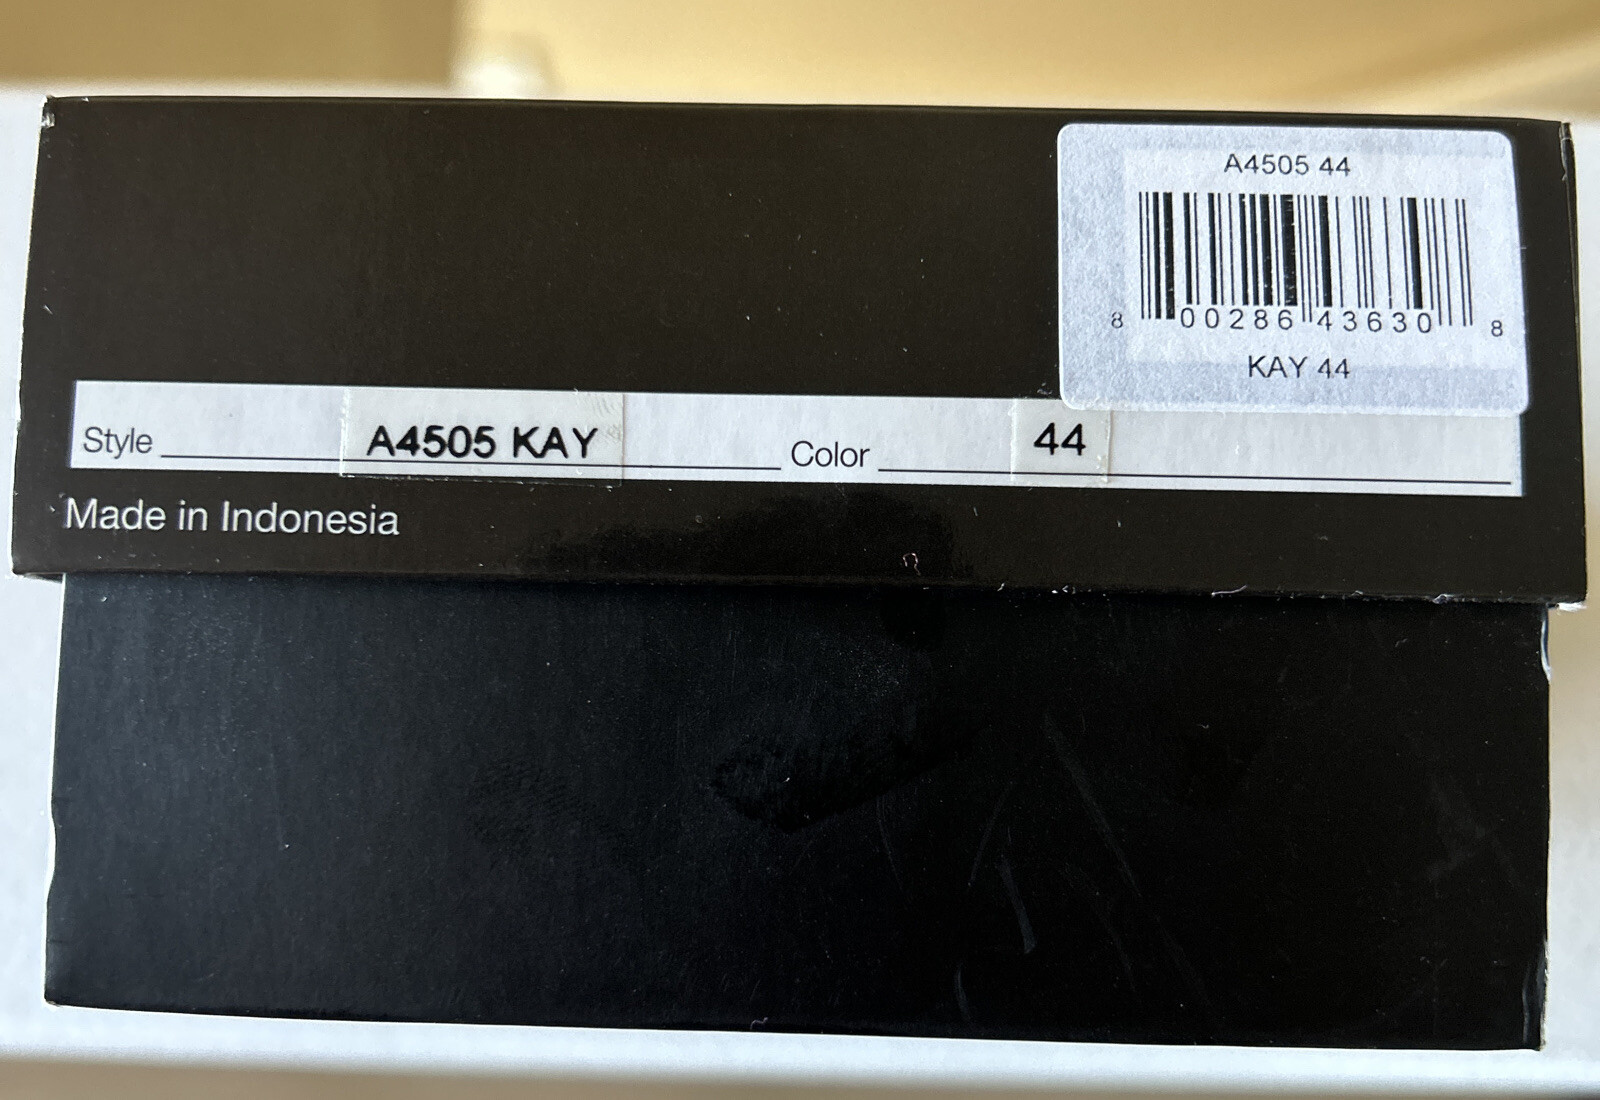 A4505 44
8 00286 43630 8
KAY 44
Style A4505 KAY Color 44
Made in Indonesia